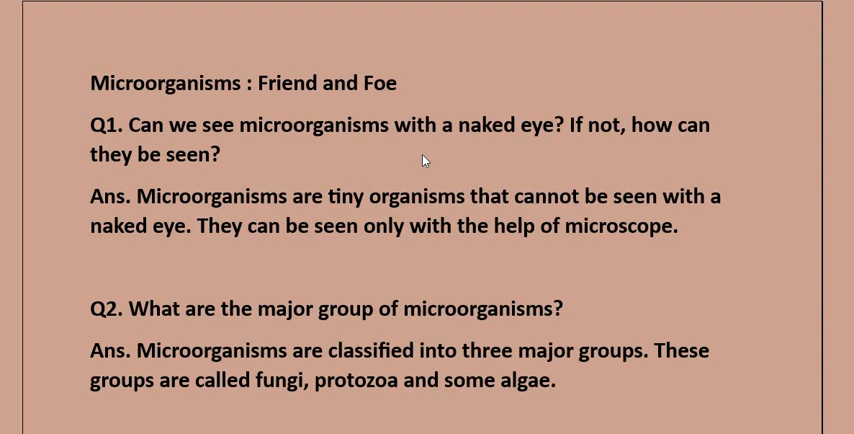 Microorganisms : Friend and Foe
Q1. Can we see microorganisms with a naked eye? If not, how can
they be seen?
Ans. Microorganisms are tiny organisms that cannot be seen with a
naked eye. They can be seen only with the help of microscope.
Q2. What are the major group of microorganisms?
Ans. Microorganisms are classified into three major groups. These
groups are called fungi, protozoa and some algae.